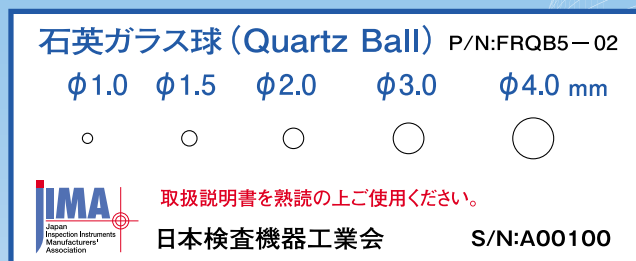 石英ガラス球（Quartz Ball） P/N:FRQB5－02
φ1.0 φ1.5 φ2.0 φ3.0 φ4.0 mm
取扱説明書を熟読の上ご使用ください。
JIMA
Japan
Inspection Instruments
Manufacturers'
Association
日本検査機器工業会 S/N:A00100